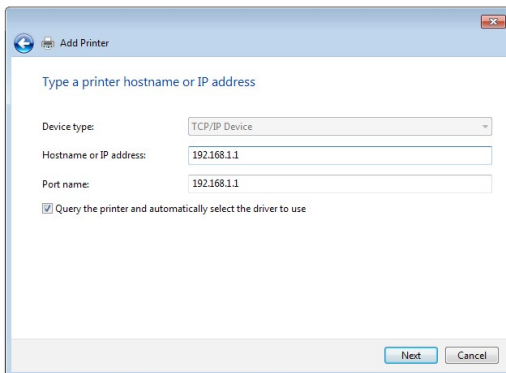 Add Printer
Type a printer hostname or IP address
Device type: TCP/IP Device
Hostname or IP address: 192.168.1.1
Port name: 192.168.1.1
Query the printer and automatically select the driver to use
Next Cancel